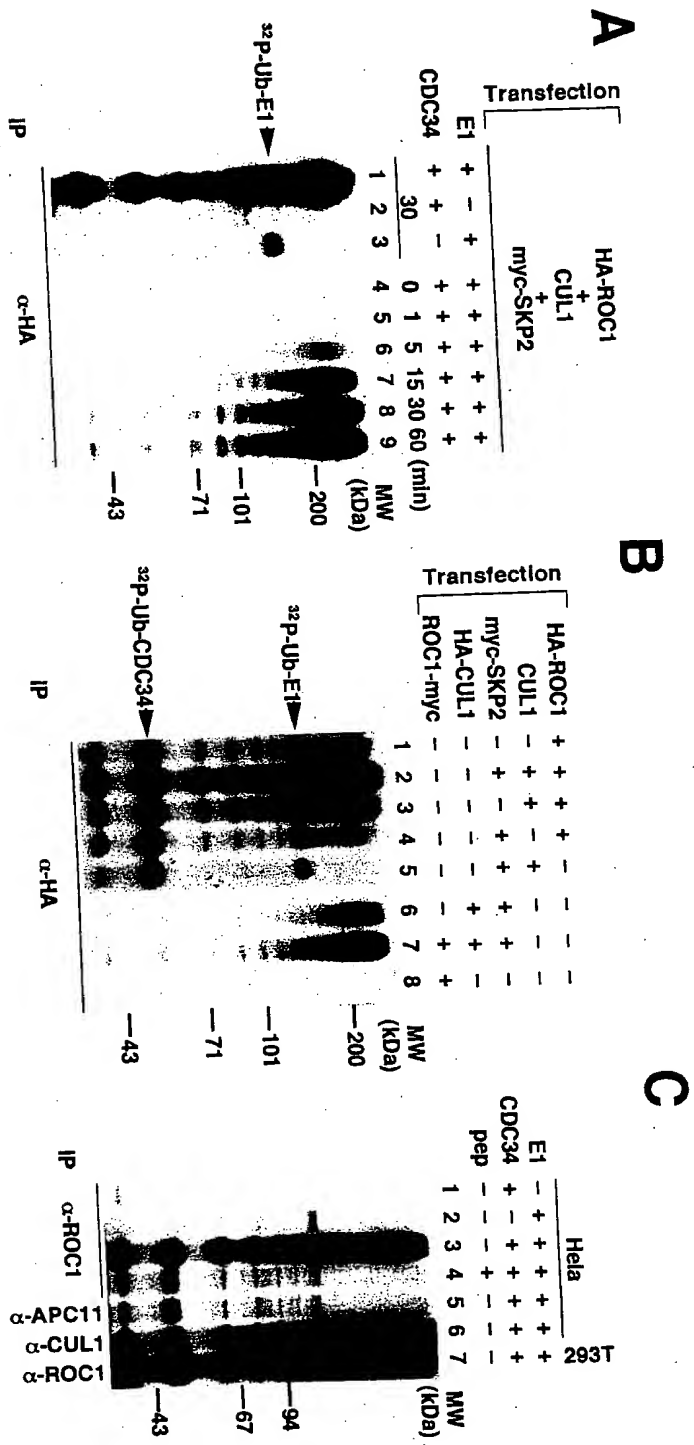 A
Transfection
HA-ROC1
+
CUL1
+
myc-SKP2
E1 + − + + + + + + +
CDC34 + + − + + + + + +
30 0 1 5 15 30 60 (min)
1 2 3 4 5 6 7 8 9 MW (kDa)
32P-Ub-E1
—200
—101
—71
—43
IP α-HA
B
Transfection
HA-ROC1 + + + + − − − −
CUL1 − + + − + − − −
myc-SKP2 − + − + + + + −
HA-CUL1 − − − − − + + −
ROC1-myc − − − − − − + +
1 2 3 4 5 6 7 8 MW (kDa)
32P-Ub-E1
32P-Ub-CDC34
—200
—101
—71
—43
IP α-HA
C
Hela 293T
E1 − + + + + + +
CDC34 + − + + + + +
pep − − − + − − −
1 2 3 4 5 6 7 MW (kDa)
—94
—67
—43
IP α-ROC1 α-APC11 α-CUL1 α-ROC1